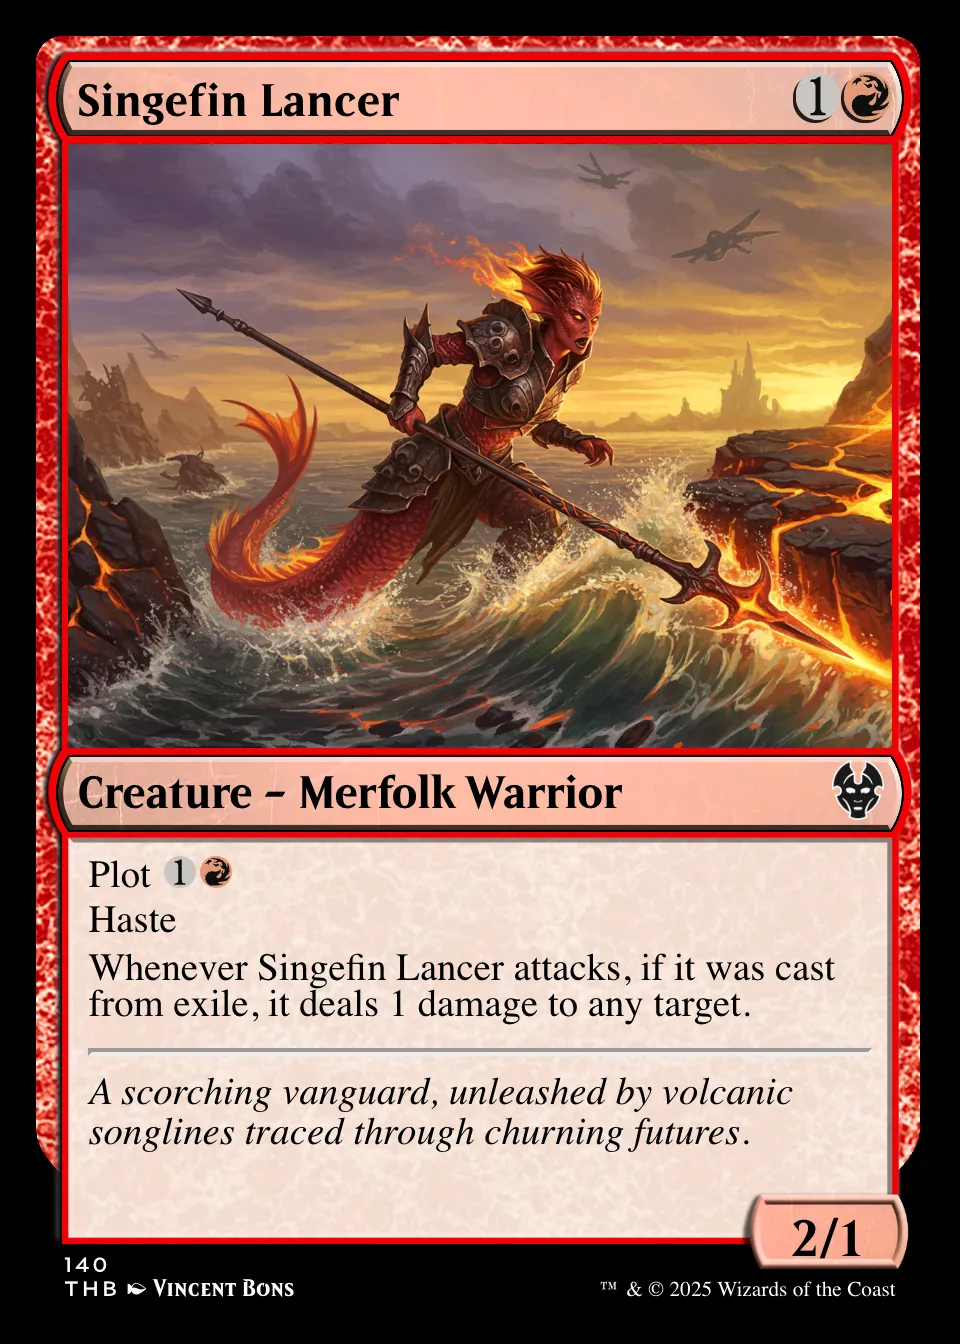 Singefin Lancer 1
Creature – Merfolk Warrior
Plot 1
Haste
Whenever Singefin Lancer attacks, if it was cast
from exile, it deals 1 damage to any target.
A scorching vanguard, unleashed by volcanic
songlines traced through churning futures.
2/1
140
THB Vincent Bons
™ & © 2025 Wizards of the Coast